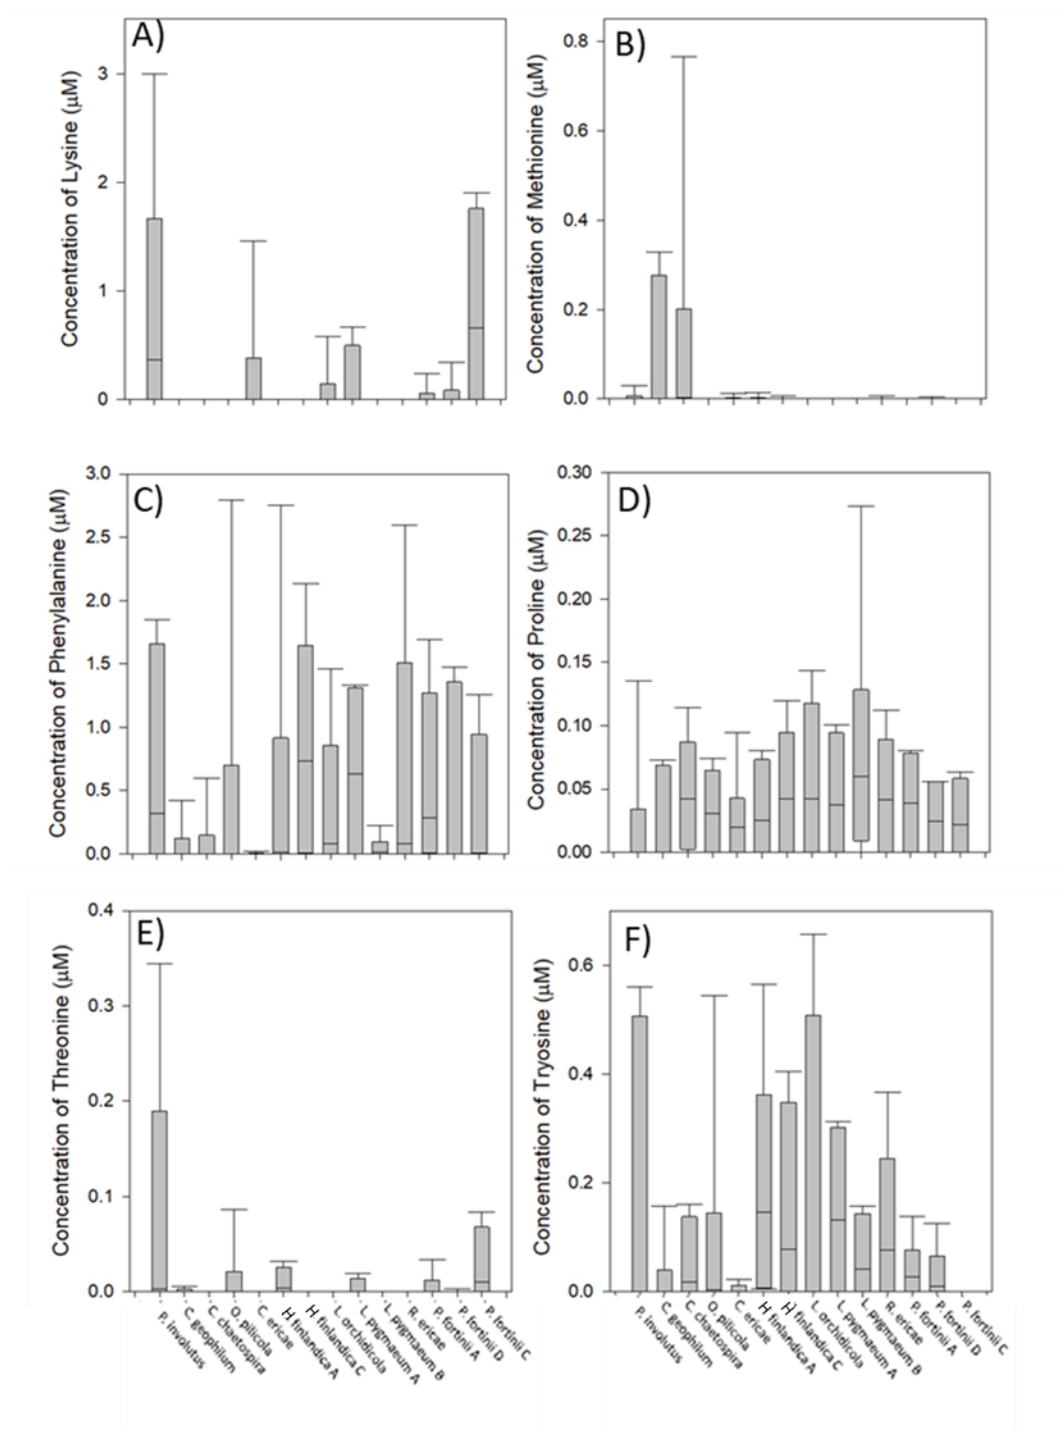 A)
Concentration of Lysine (µM)
3
2
1
0
B)
Concentration of Methionine (µM)
0.8
0.6
0.4
0.2
0.0
C)
Concentration of Phenylalanine (µM)
3.0
2.5
2.0
1.5
1.0
0.5
0.0
D)
Concentration of Proline (µM)
0.30
0.25
0.20
0.15
0.10
0.05
0.00
E)
Concentration of Threonine (µM)
0.4
0.3
0.2
0.1
0.0
P. involutus
C. geophilum
C. chaetospira
O. pilicola
C. ericae
H finlandica A
H finlandica C
L. orchidicola
L. pygmaeum A
L. pygmaeum B
R. ericae
P. fortinii A
P. fortinii D
P. fortinii C
F)
Concentration of Tryosine (µM)
0.6
0.4
0.2
0.0
P. involutus
C. geophilum
C. chaetospira
O. pilicola
C. ericae
H finlandica A
H finlandica C
L. orchidicola
L. pygmaeum A
L. pygmaeum B
R. ericae
P. fortinii A
P. fortinii D
P. fortinii C